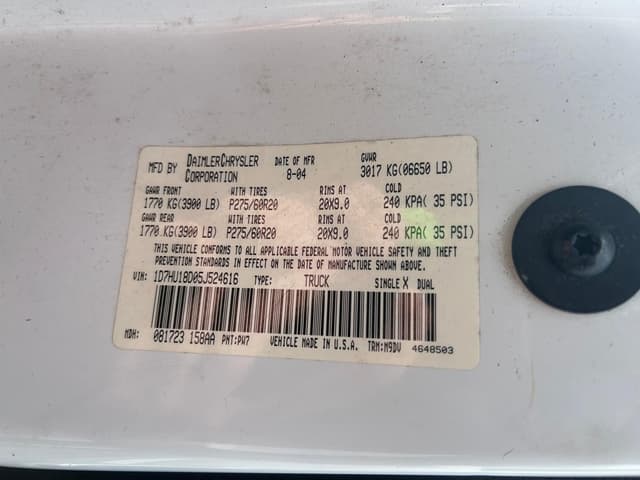 MFD BY DAIMLERCHRYSLER CORPORATION DATE OF MFR 8-04 GVWR 3017 KG(06650 LB)
GAWR FRONT WITH TIRES RIMS AT COLD
1770 KG(3900 LB) P275/60R20 20X9.0 240 KPA( 35 PSI)
GAWR REAR WITH TIRES RIMS AT COLD
1770 KG(3900 LB) P275/60R20 20X9.0 240 KPA( 35 PSI)
THIS VEHICLE CONFORMS TO ALL APPLICABLE FEDERAL MOTOR VEHICLE SAFETY AND THEFT
PREVENTION STANDARDS IN EFFECT ON THE DATE OF MANUFACTURE SHOWN ABOVE.
VIN: 1D7HU18D05J524616 TYPE: TRUCK SINGLE X DUAL
MDH: 081723 158AA PNT:PW7 VEHICLE MADE IN U.S.A. TRM:M9DV 4648503